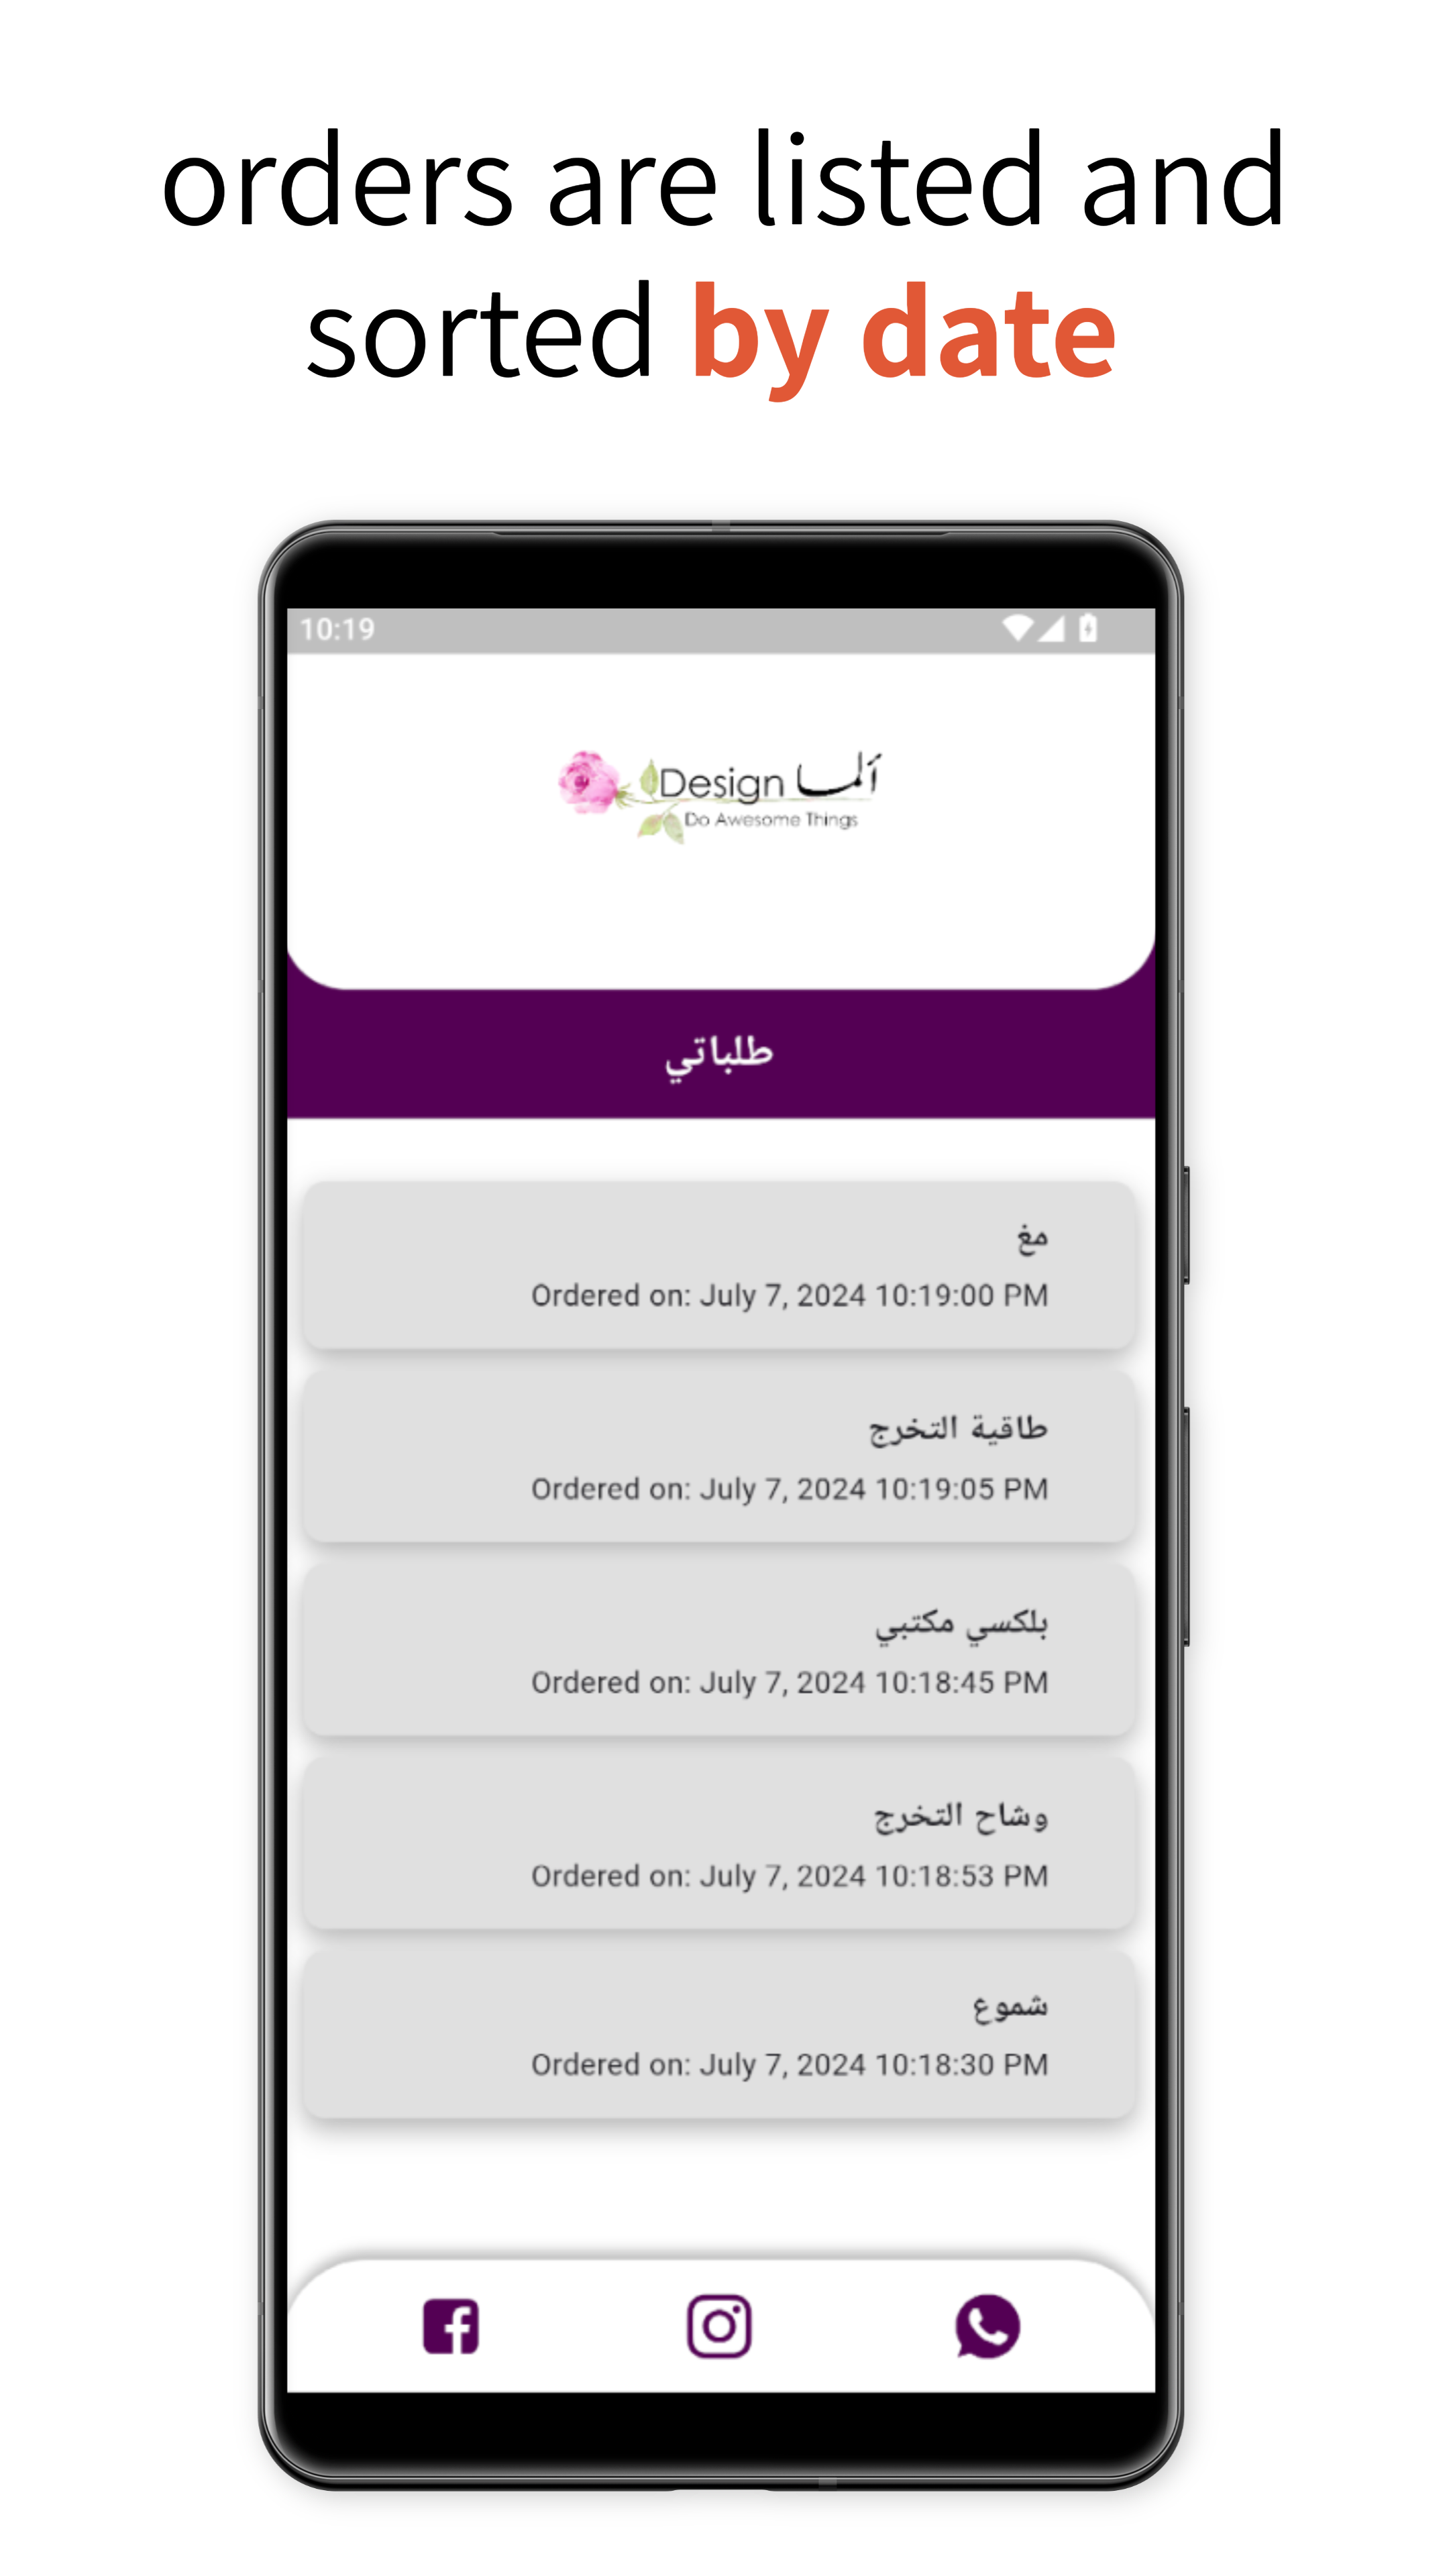 orders are listed and
sorted by date
10:19
Design ألما
Do Awesome Things
طلباتي
مغ
Ordered on: July 7, 2024 10:19:00 PM
طاقية التخرج
Ordered on: July 7, 2024 10:19:05 PM
بلكسي مكتبي
Ordered on: July 7, 2024 10:18:45 PM
وشاح التخرج
Ordered on: July 7, 2024 10:18:53 PM
شموع
Ordered on: July 7, 2024 10:18:30 PM